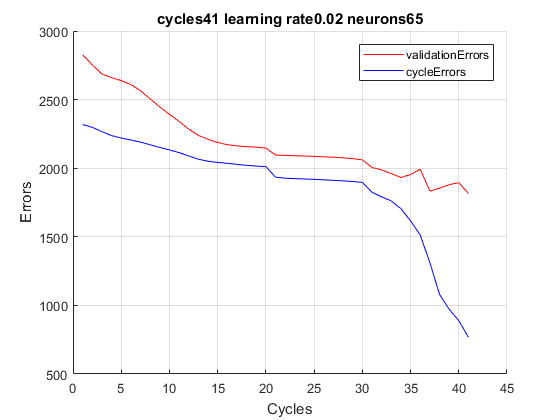 cycles41 learning rate0.02 neurons65
3000
2500
2000
1500
1000
500
Errors
validationErrors
cycleErrors
0 5 10 15 20 25 30 35 40 45
Cycles